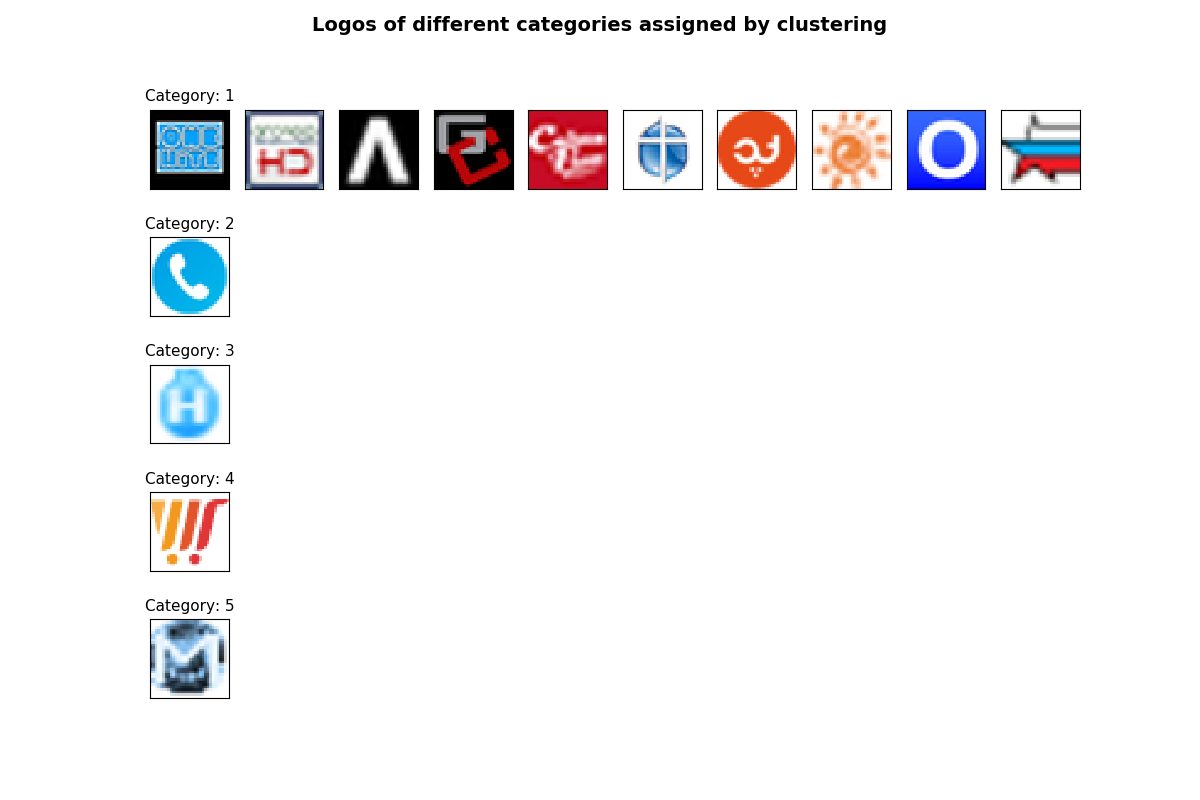 Logos of different categories assigned by clustering
Category: 1
ONE
HD
O
Category: 2
Category: 3
H
Category: 4
Category: 5
M